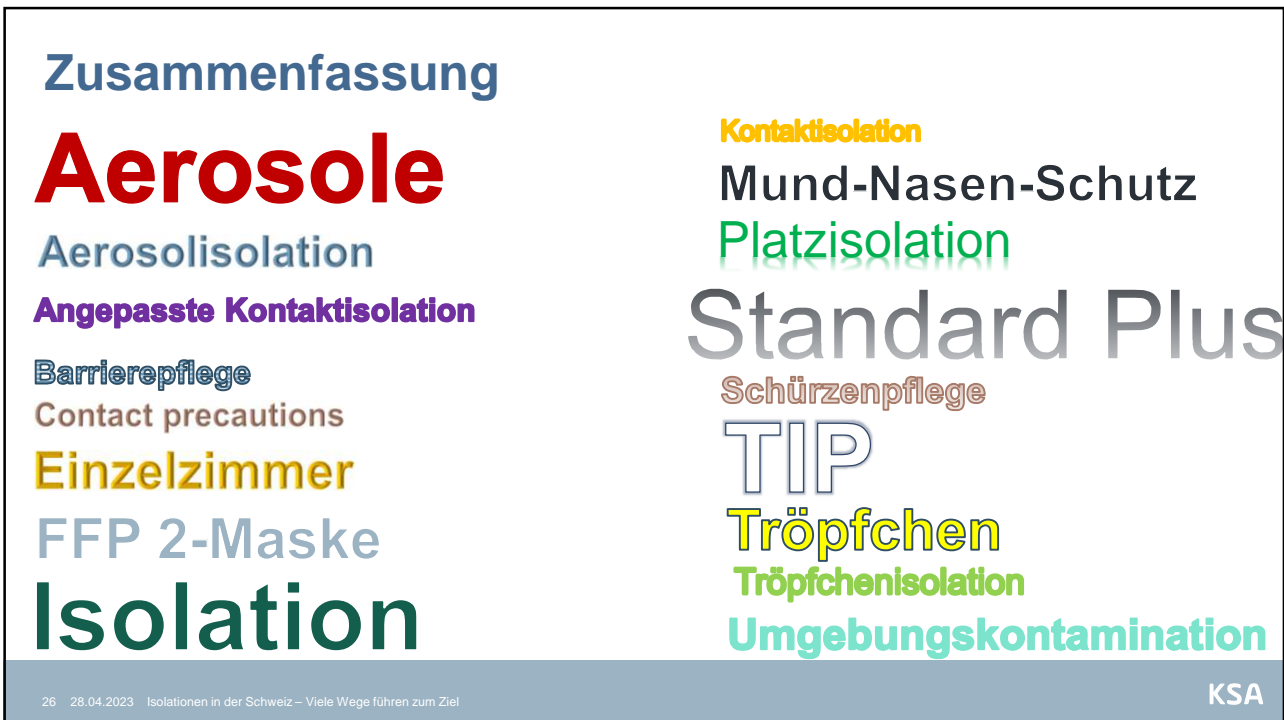 Zusammenfassung
Aerosole
Aerosolisolation
Angepasste Kontaktisolation
Barrierepflege
Contact precautions
Einzelzimmer
FFP 2-Maske
Isolation
Kontaktisolation
Mund-Nasen-Schutz
Platzisolation
Standard Plus
Schürzenpflege
TIP
Tröpfchen
Tröpfchenisolation
Umgebungskontamination
26 28.04.2023 Isolationen in der Schweiz – Viele Wege führen zum Ziel
KSA